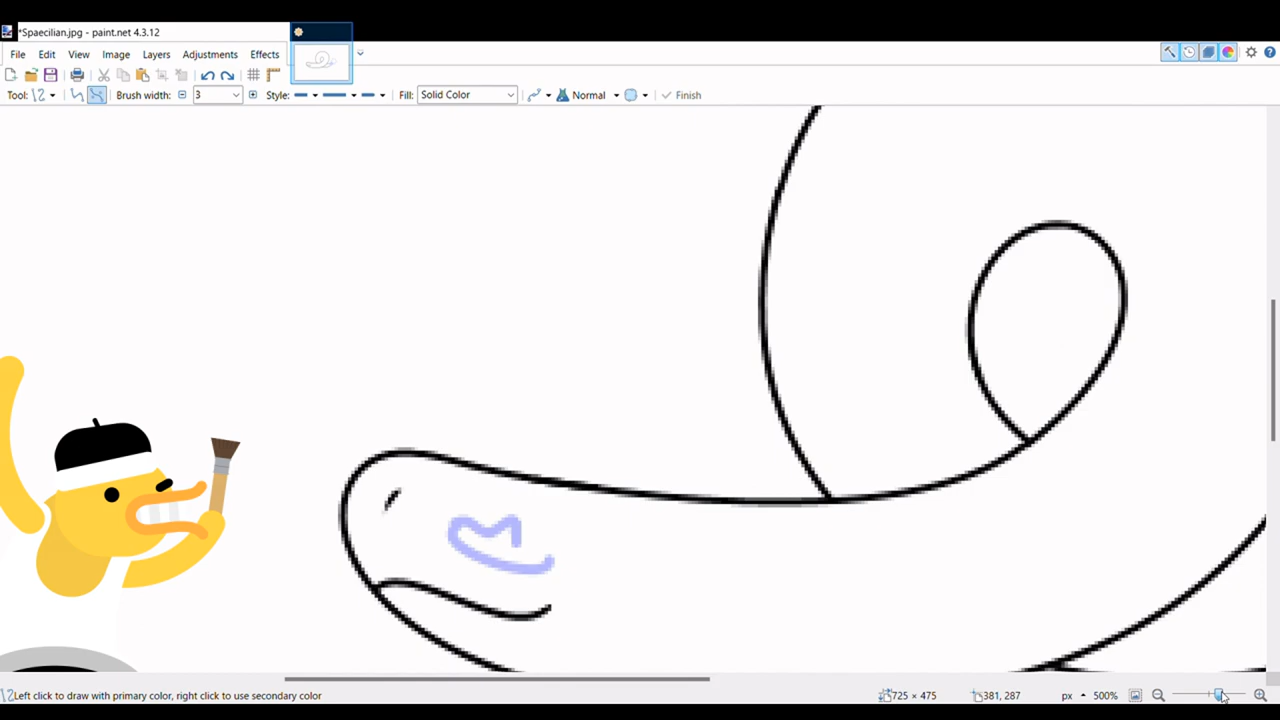 *Spaecilian.jpg - paint.net 4.3.12
File Edit View Image Layers Adjustments Effects
Tool: Brush width: 3 Style: Fill: Solid Color Normal Finish
Left click to draw with primary color, right click to use secondary color 725 × 475 381, 287 px 500%